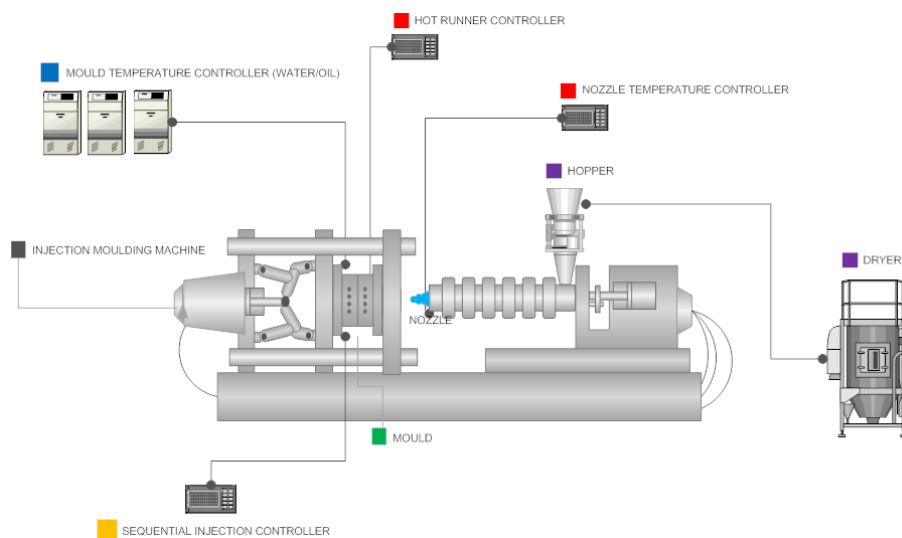 HOT RUNNER CONTROLLER
MOULD TEMPERATURE CONTROLLER (WATER/OIL)
NOZZLE TEMPERATURE CONTROLLER
HOPPER
INJECTION MOULDING MACHINE
DRYER
NOZZLE
MOULD
SEQUENTIAL INJECTION CONTROLLER